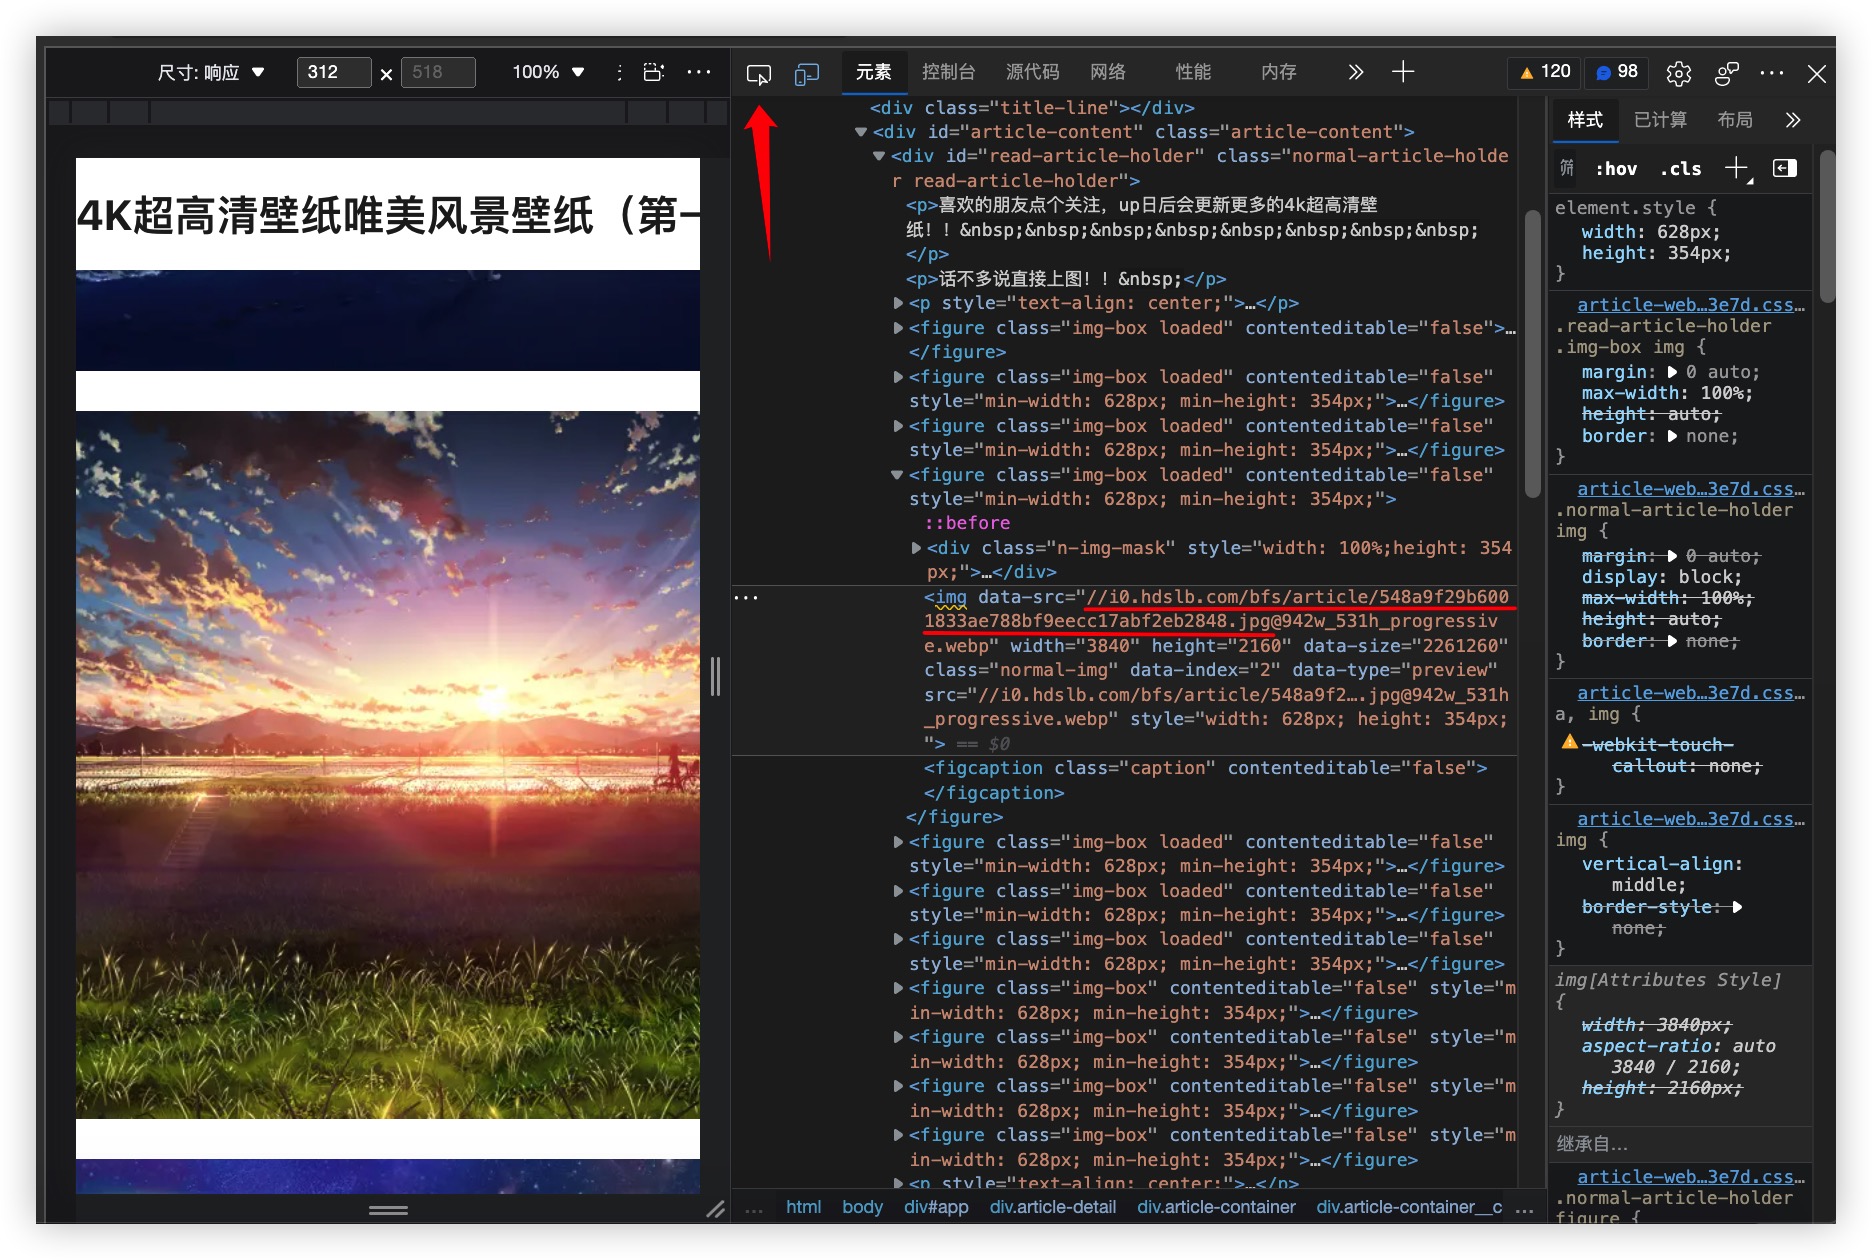 尺寸: 响应 312 × 518 100%
元素 控制台 源代码 网络 性能 内存 120 98
4K超高清壁纸唯美风景壁纸（第一
<div class="title-line"></div>
<div id="article-content" class="article-content">
<div id="read-article-holder" class="normal-article-holde
r read-article-holder">
<p>喜欢的朋友点个关注，up日后会更新更多的4k超高清壁
纸！！&nbsp;&nbsp;&nbsp;&nbsp;&nbsp;&nbsp;&nbsp;&nbsp;
</p>
<p>话不多说直接上图！！&nbsp;</p>
<p style="text-align: center;">…</p>
<figure class="img-box loaded" contenteditable="false">…
</figure>
<figure class="img-box loaded" contenteditable="false"
style="min-width: 628px; min-height: 354px;">…</figure>
<figure class="img-box loaded" contenteditable="false"
style="min-width: 628px; min-height: 354px;">…</figure>
<figure class="img-box loaded" contenteditable="false"
style="min-width: 628px; min-height: 354px;">
::before
<div class="n-img-mask" style="width: 100%;height: 354
px;">…</div>
<img data-src="//i0.hdslb.com/bfs/article/548a9f29b600
1833ae788bf9eecc17abf2eb2848.jpg@942w_531h_progressiv
e.webp" width="3840" height="2160" data-size="2261260"
class="normal-img" data-index="2" data-type="preview"
src="//i0.hdslb.com/bfs/article/548a9f2….jpg@942w_531h
_progressive.webp" style="width: 628px; height: 354px;
"> == $0
<figcaption class="caption" contenteditable="false">
</figcaption>
</figure>
<figure class="img-box loaded" contenteditable="false"
style="min-width: 628px; min-height: 354px;">…</figure>
<figure class="img-box loaded" contenteditable="false"
style="min-width: 628px; min-height: 354px;">…</figure>
<figure class="img-box loaded" contenteditable="false"
style="min-width: 628px; min-height: 354px;">…</figure>
<figure class="img-box" contenteditable="false" style="m
in-width: 628px; min-height: 354px;">…</figure>
<figure class="img-box" contenteditable="false" style="m
in-width: 628px; min-height: 354px;">…</figure>
<figure class="img-box" contenteditable="false" style="m
in-width: 628px; min-height: 354px;">…</figure>
<figure class="img-box" contenteditable="false" style="m
in-width: 628px; min-height: 354px;">…</figure>
<p style="text-align: center;">…</p>
… html body div#app div.article-detail div.article-container div.article-container__c …
样式 已计算 布局
:hov .cls
element.style {
width: 628px;
height: 354px;
}
article-web…3e7d.css…
.read-article-holder
.img-box img {
margin: 0 auto;
max-width: 100%;
height: auto;
border: none;
}
article-web…3e7d.css…
.normal-article-holder
img {
margin: 0 auto;
display: block;
max-width: 100%;
height: auto;
border: none;
}
article-web…3e7d.css…
a, img {
-webkit-touch-
callout: none;
}
article-web…3e7d.css…
img {
vertical-align:
middle;
border-style:
none;
}
img[Attributes Style]
{
width: 3840px;
aspect-ratio: auto
3840 / 2160;
height: 2160px;
}
继承自…
article-web…3e7d.css…
.normal-article-holder
figure {